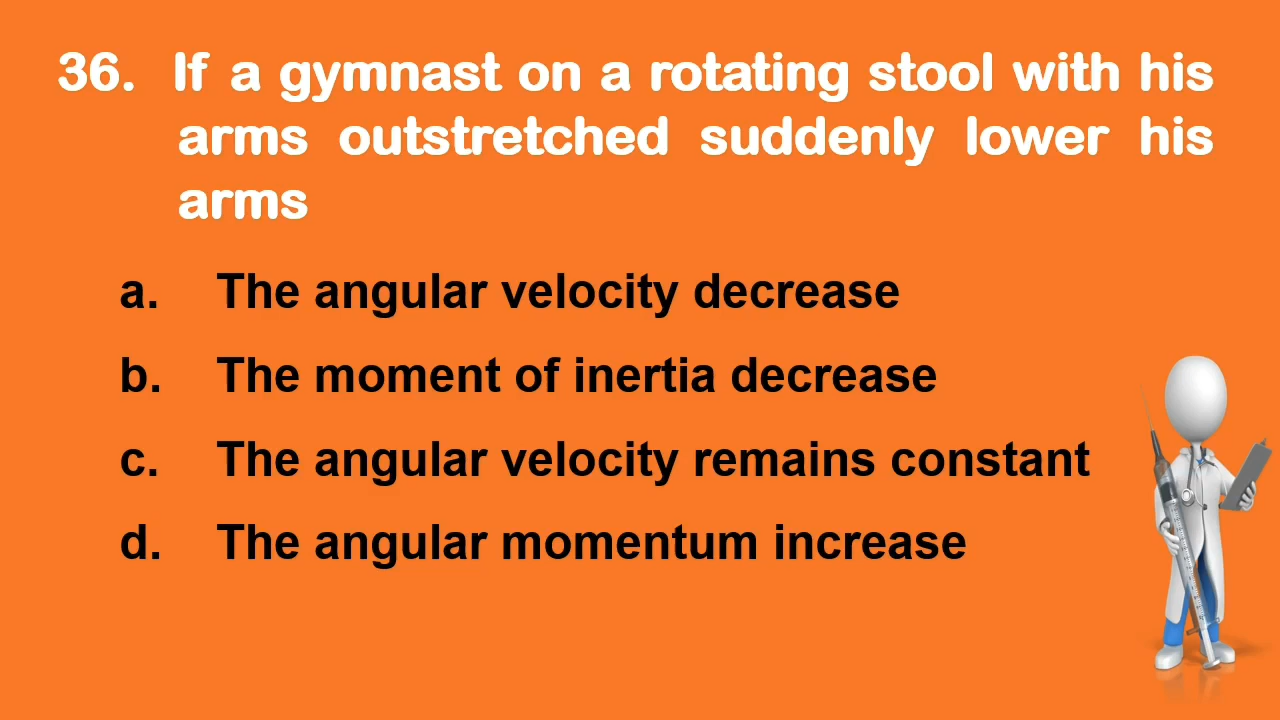 36. If a gymnast on a rotating stool with his
arms outstretched suddenly lower his
arms
a. The angular velocity decrease
b. The moment of inertia decrease
c. The angular velocity remains constant
d. The angular momentum increase